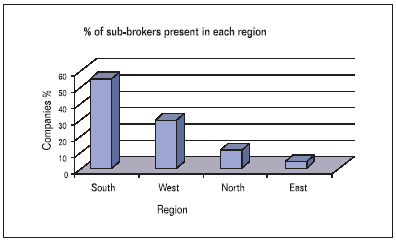 % of sub-brokers present in each region
Companies %
60
50
40
30
20
10
0
South West North East
Region